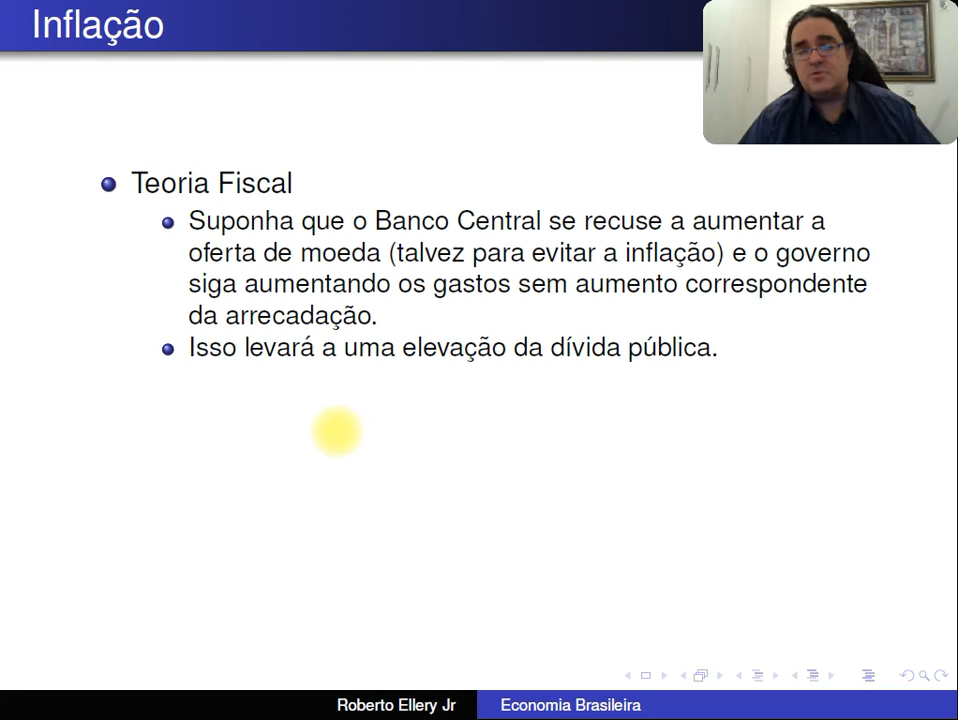 Inflação
Teoria Fiscal
Suponha que o Banco Central se recuse a aumentar a
oferta de moeda (talvez para evitar a inflação) e o governo
siga aumentando os gastos sem aumento correspondente
da arrecadação.
Isso levará a uma elevação da dívida pública.
Roberto Ellery Jr
Economia Brasileira